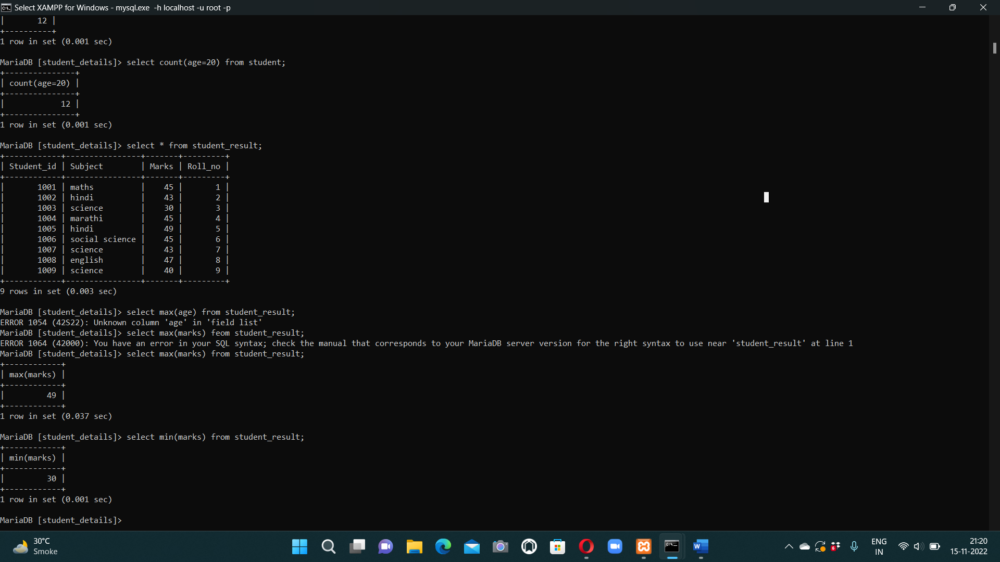 Select XAMPP for Windows - mysql.exe  -h localhost -u root -p
|       12 |
+----------+
1 row in set (0.001 sec)

MariaDB [student_details]> select count(age=20) from student;
+---------------+
| count(age=20) |
+---------------+
|            12 |
+---------------+
1 row in set (0.001 sec)

MariaDB [student_details]> select * from student_result;
+------------+----------------+-------+---------+
| Student_id | Subject        | Marks | Roll_no |
+------------+----------------+-------+---------+
|       1001 | maths          |    45 |       1 |
|       1002 | hindi          |    43 |       2 |
|       1003 | science        |    30 |       3 |
|       1004 | marathi        |    45 |       4 |
|       1005 | hindi          |    49 |       5 |
|       1006 | social science |    45 |       6 |
|       1007 | science        |    43 |       7 |
|       1008 | english        |    47 |       8 |
|       1009 | science        |    40 |       9 |
+------------+----------------+-------+---------+
9 rows in set (0.003 sec)

MariaDB [student_details]> select max(age) from student_result;
ERROR 1054 (42S22): Unknown column 'age' in 'field list'
MariaDB [student_details]> select max(marks) feom student_result;
ERROR 1064 (42000): You have an error in your SQL syntax; check the manual that corresponds to your MariaDB server version for the right syntax to use near 'student_result' at line 1
MariaDB [student_details]> select max(marks) from student_result;
+------------+
| max(marks) |
+------------+
|         49 |
+------------+
1 row in set (0.037 sec)

MariaDB [student_details]> select min(marks) from student_result;
+------------+
| min(marks) |
+------------+
|         30 |
+------------+
1 row in set (0.001 sec)

MariaDB [student_details]>
30°C
Smoke
6
ENG
IN
21:20
15-11-2022